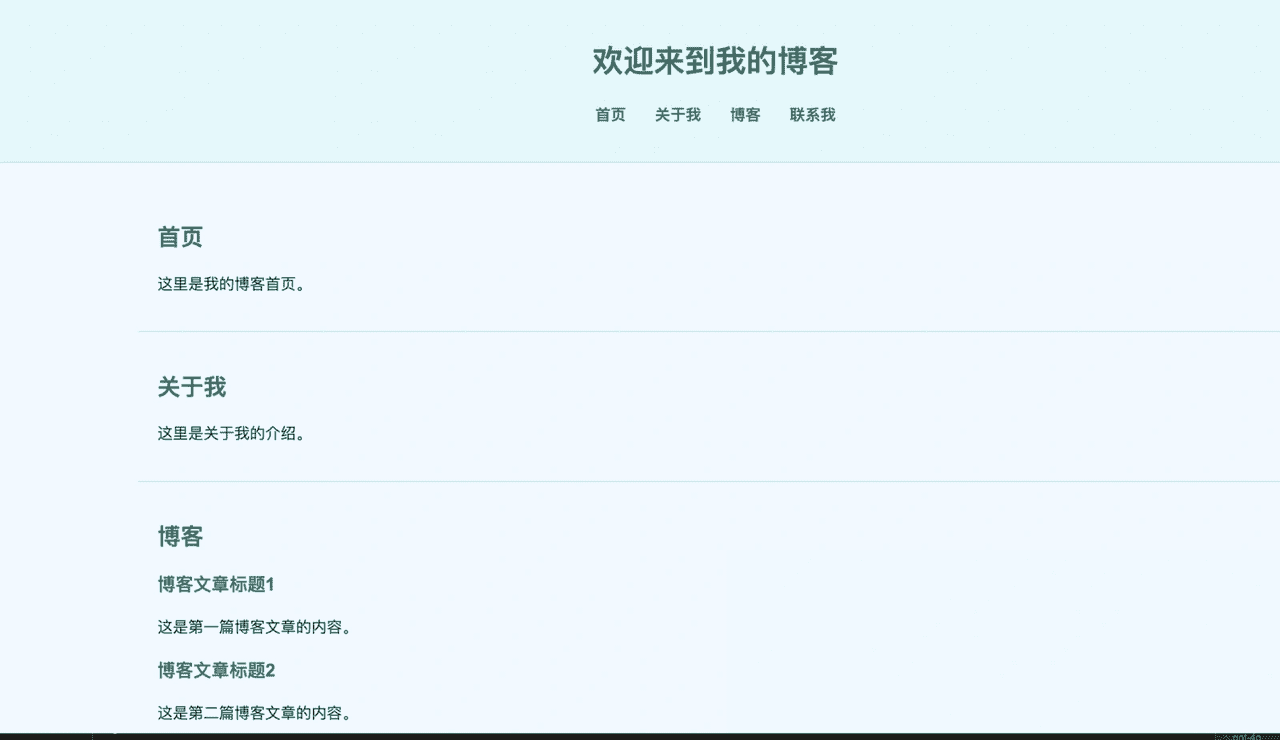 欢迎来到我的博客
首页 关于我 博客 联系我
首页
这里是我的博客首页。
关于我
这里是关于我的介绍。
博客
博客文章标题1
这是第一篇博客文章的内容。
博客文章标题2
这是第二篇博客文章的内容。